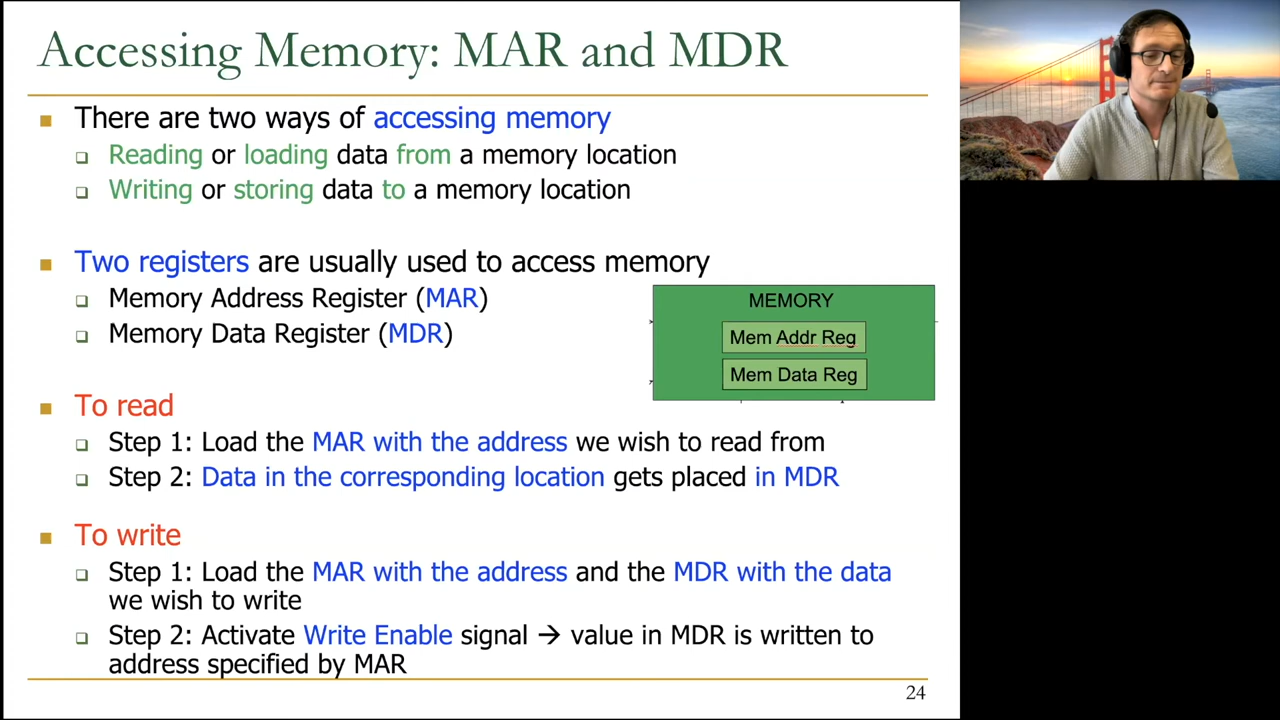 Accessing Memory: MAR and MDR
There are two ways of accessing memory
Reading or loading data from a memory location
Writing or storing data to a memory location
Two registers are usually used to access memory
Memory Address Register (MAR)
Memory Data Register (MDR)
MEMORY
Mem Addr Reg
Mem Data Reg
To read
Step 1: Load the MAR with the address we wish to read from
Step 2: Data in the corresponding location gets placed in MDR
To write
Step 1: Load the MAR with the address and the MDR with the data
we wish to write
Step 2: Activate Write Enable signal → value in MDR is written to
address specified by MAR
24